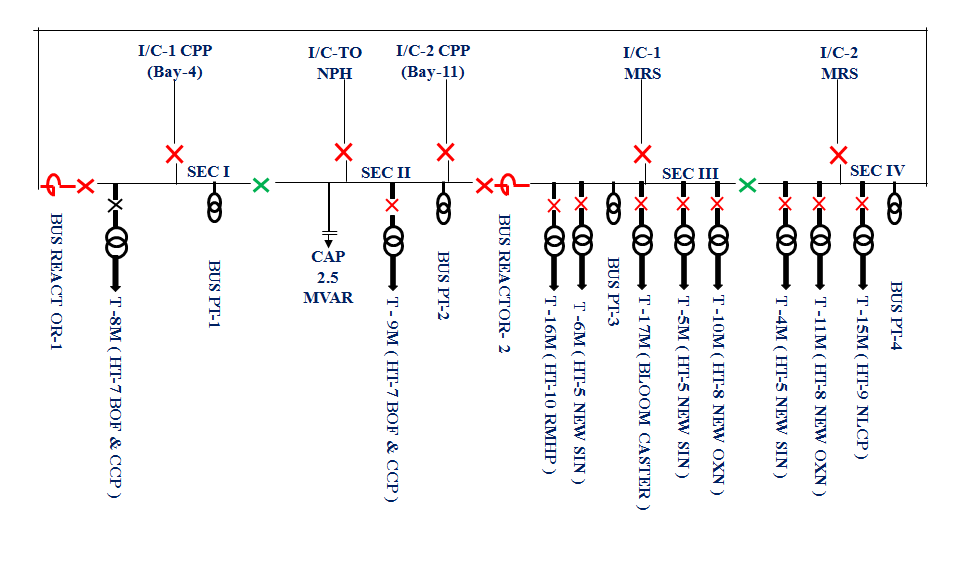 I/C-1 CPP
(Bay-4)
I/C-TO
NPH
I/C-2 CPP
(Bay-11)
I/C-1
MRS
I/C-2
MRS
SEC I
SEC II
SEC III
SEC IV
BUS REACT OR-1
T -8M ( HT-7 BOF & CCP )
BUS PT-1
CAP
2.5
MVAR
T - 9M ( HT-7 BOF & CCP )
BUS PT-2
BUS REACTOR- 2
T -16M ( HT-10 RMHP )
T -6M ( HT-5 NEW SIN )
BUS PT-3
T -17M ( BLOOM CASTER )
T -5M ( HT-5 NEW SIN )
T -10M ( HT-8 NEW OXN )
T -4M ( HT-5 NEW SIN )
T -11M ( HT-8 NEW OXN )
T -15M ( HT-9 NLCP )
BUS PT-4